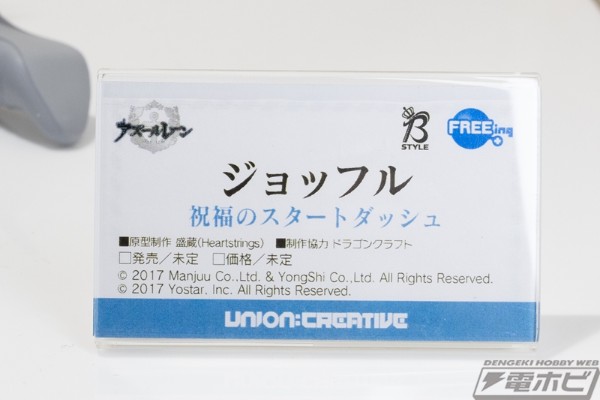 アズールレーン
B
STYLE
FREEing
ジョッフル
祝福のスタートダッシュ
■原型制作 盛蔵(Heartstrings) ■制作協力 ドラゴンクラフト
□発売／未定 □価格／未定
© 2017 Manjuu Co.,Ltd. & YongShi Co.,Ltd. All Rights Reserved.
© 2017 Yostar. Inc. All Rights Reserved.
UNION:CREATIVE
DENGEKI HOBBY WEB
電ホビ